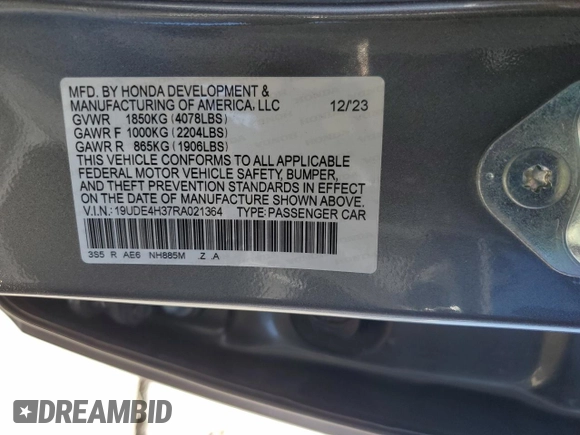 MFD. BY HONDA DEVELOPMENT &
MANUFACTURING OF AMERICA, LLC 12/'23
GVWR 1850KG (4078LBS)
GAWR F 1000KG (2204LBS)
GAWR R 865KG (1906LBS)
THIS VEHICLE CONFORMS TO ALL APPLICABLE
FEDERAL MOTOR VEHICLE SAFETY, BUMPER,
AND THEFT PREVENTION STANDARDS IN EFFECT
ON THE DATE OF MANUFACTURE SHOWN ABOVE.
V.I.N.: 19UDE4H37RA021364 TYPE:PASSENGER CAR
3S5 R AE6 NH885M .Z .A
DREAMBID